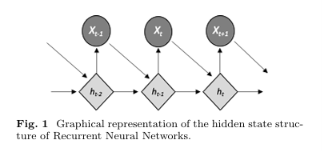 X_{t-1} X_t X_{t+1}
h_{t-2} h_{t-1} h_t
Fig. 1 Graphical representation of the hidden state struc-
ture of Recurrent Neural Networks.